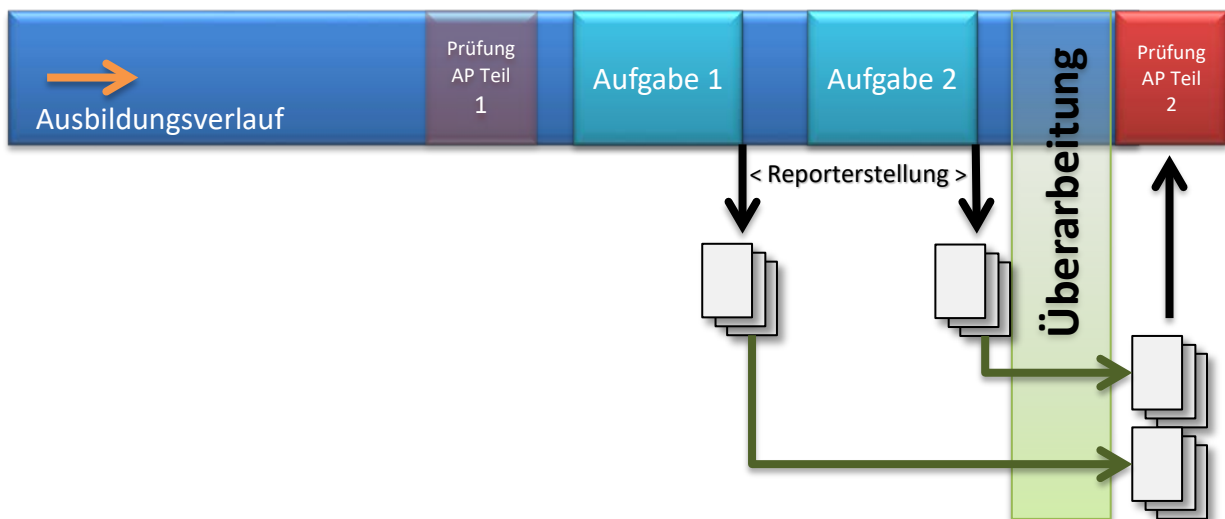 Ausbildungsverlauf
Prüfung
AP Teil
1
Aufgabe 1
Aufgabe 2
Überarbeitung
Prüfung
AP Teil
2
< Reporterstellung >